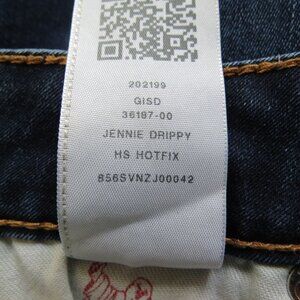 202199
GISD
36187-00
JENNIE DRIPPY
HS HOTFIX
856SVNZJ00042